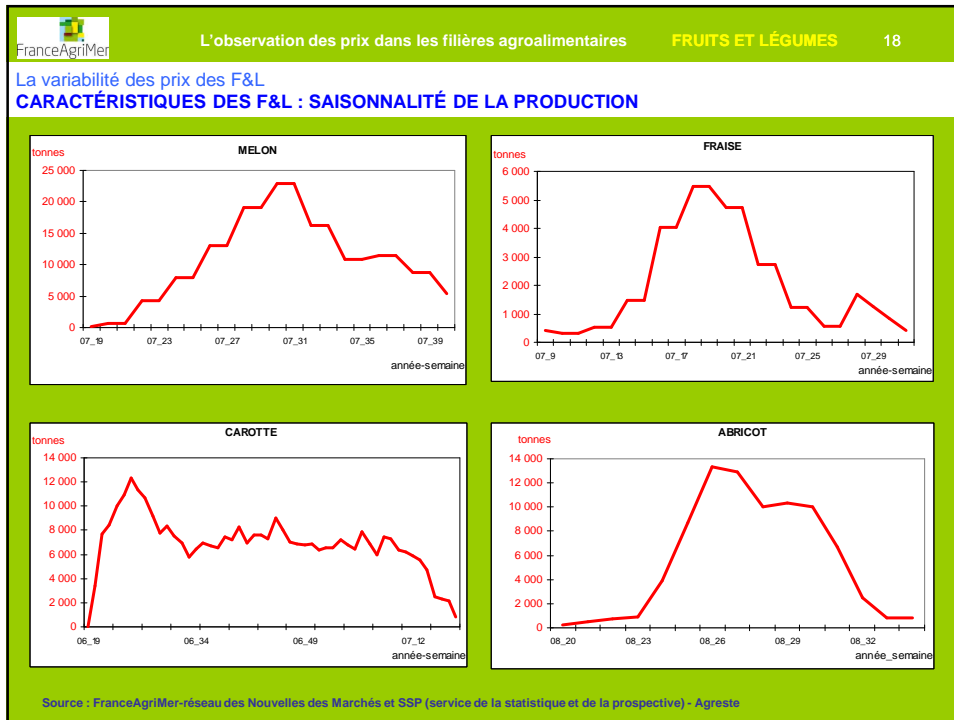 FranceAgriMer
L'observation des prix dans les filières agroalimentaires FRUITS ET LÉGUMES 18
La variabilité des prix des F&L
CARACTÉRISTIQUES DES F&L : SAISONNALITÉ DE LA PRODUCTION
MELON
tonnes
25 000
20 000
15 000
10 000
5 000
0
07_19 07_23 07_27 07_31 07_35 07_39
année-semaine
FRAISE
tonnes
6 000
5 000
4 000
3 000
2 000
1 000
0
07_9 07_13 07_17 07_21 07_25 07_29
année-semaine
CAROTTE
tonnes
14 000
12 000
10 000
8 000
6 000
4 000
2 000
0
06_19 06_34 06_49 07_12
année-semaine
ABRICOT
tonnes
14 000
12 000
10 000
8 000
6 000
4 000
2 000
0
08_20 08_23 08_26 08_29 08_32
année_semaine
Source : FranceAgriMer-réseau des Nouvelles des Marchés et SSP (service de la statistique et de la prospective) - Agreste